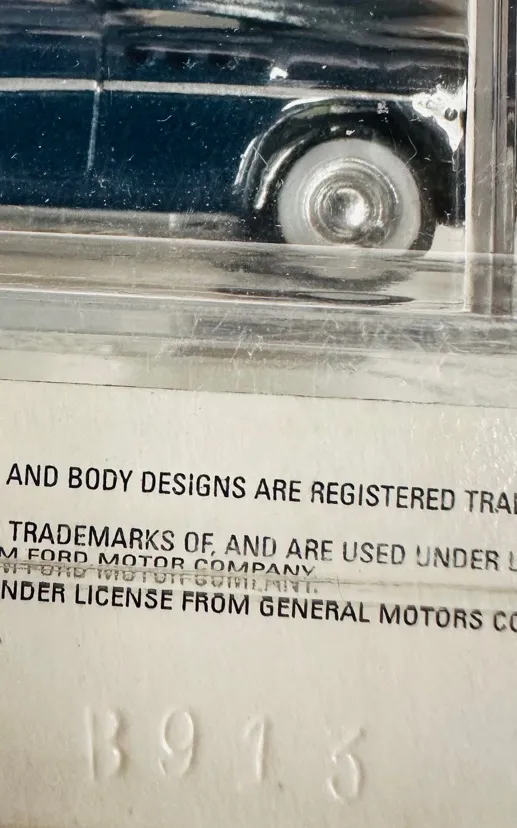 AND BODY DESIGNS ARE REGISTERED TRA
TRADEMARKS OF, AND ARE USED UNDER L
M FORD MOTOR COMPANY.
NDER LICENSE FROM GENERAL MOTORS CO
B913